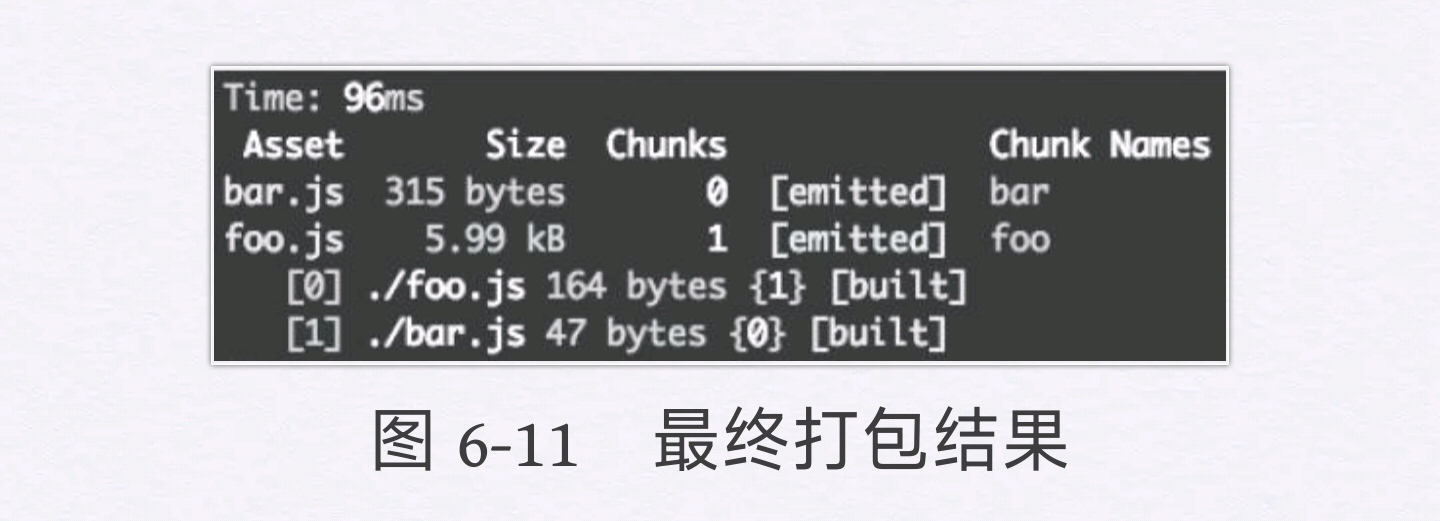 Time: 96ms
Asset Size Chunks Chunk Names
bar.js 315 bytes 0 [emitted] bar
foo.js 5.99 kB 1 [emitted] foo
[0] ./foo.js 164 bytes {1} [built]
[1] ./bar.js 47 bytes {0} [built]
图 6-11 最终打包结果